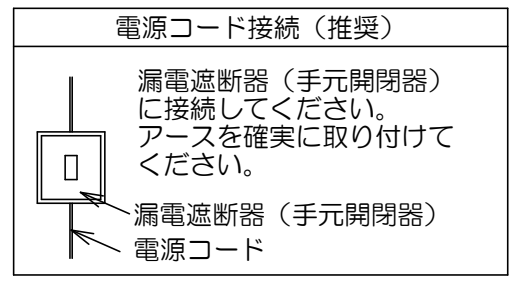 電源コード接続（推奨）
漏電遮断器（手元開閉器）
に接続してください。
アースを確実に取り付けて
ください。
漏電遮断器（手元開閉器）
電源コード